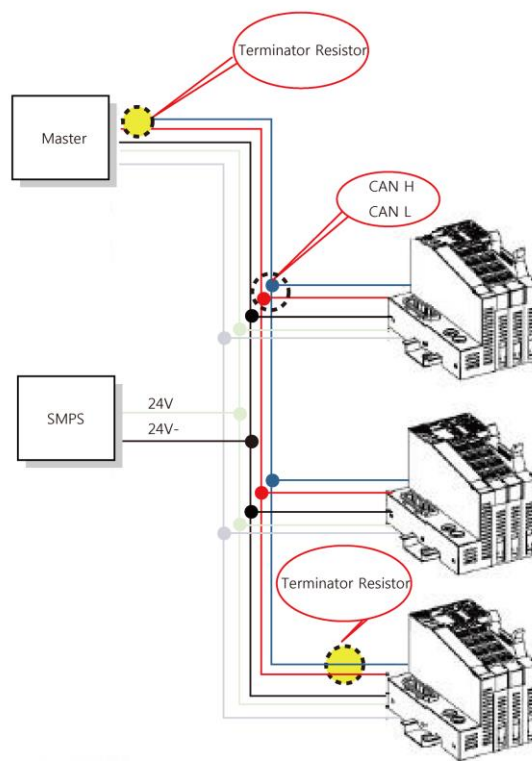 Terminator Resistor
Master
CAN H
CAN L
24V
SMPS
24V-
Terminator Resistor